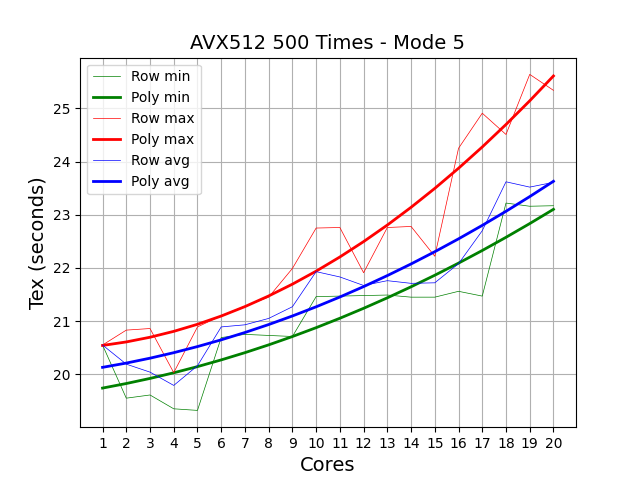 AVX512 500 Times - Mode 5
Row min
Poly min
Row max
Poly max
Row avg
Poly avg
25
24
23
22
21
20
Tex (seconds)
1 2 3 4 5 6 7 8 9 10 11 12 13 14 15 16 17 18 19 20
Cores